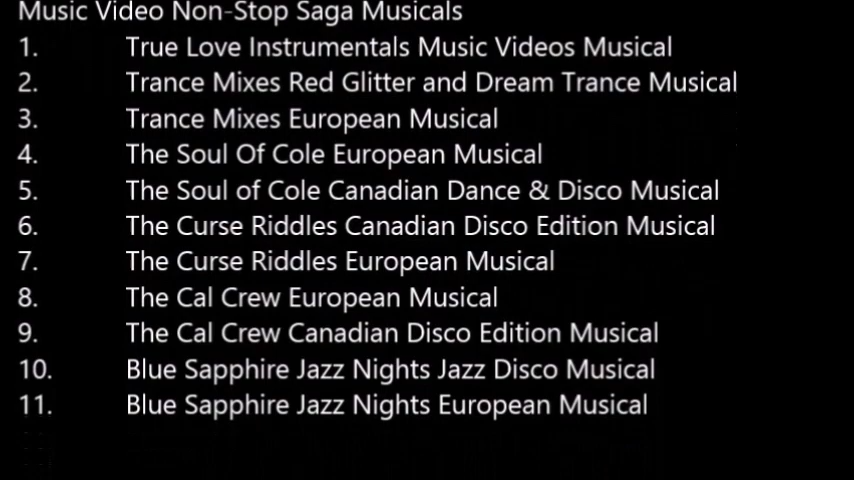 Music Video Non-Stop Saga Musicals
1. True Love Instrumentals Music Videos Musical
2. Trance Mixes Red Glitter and Dream Trance Musical
3. Trance Mixes European Musical
4. The Soul Of Cole European Musical
5. The Soul of Cole Canadian Dance & Disco Musical
6. The Curse Riddles Canadian Disco Edition Musical
7. The Curse Riddles European Musical
8. The Cal Crew European Musical
9. The Cal Crew Canadian Disco Edition Musical
10. Blue Sapphire Jazz Nights Jazz Disco Musical
11. Blue Sapphire Jazz Nights European Musical